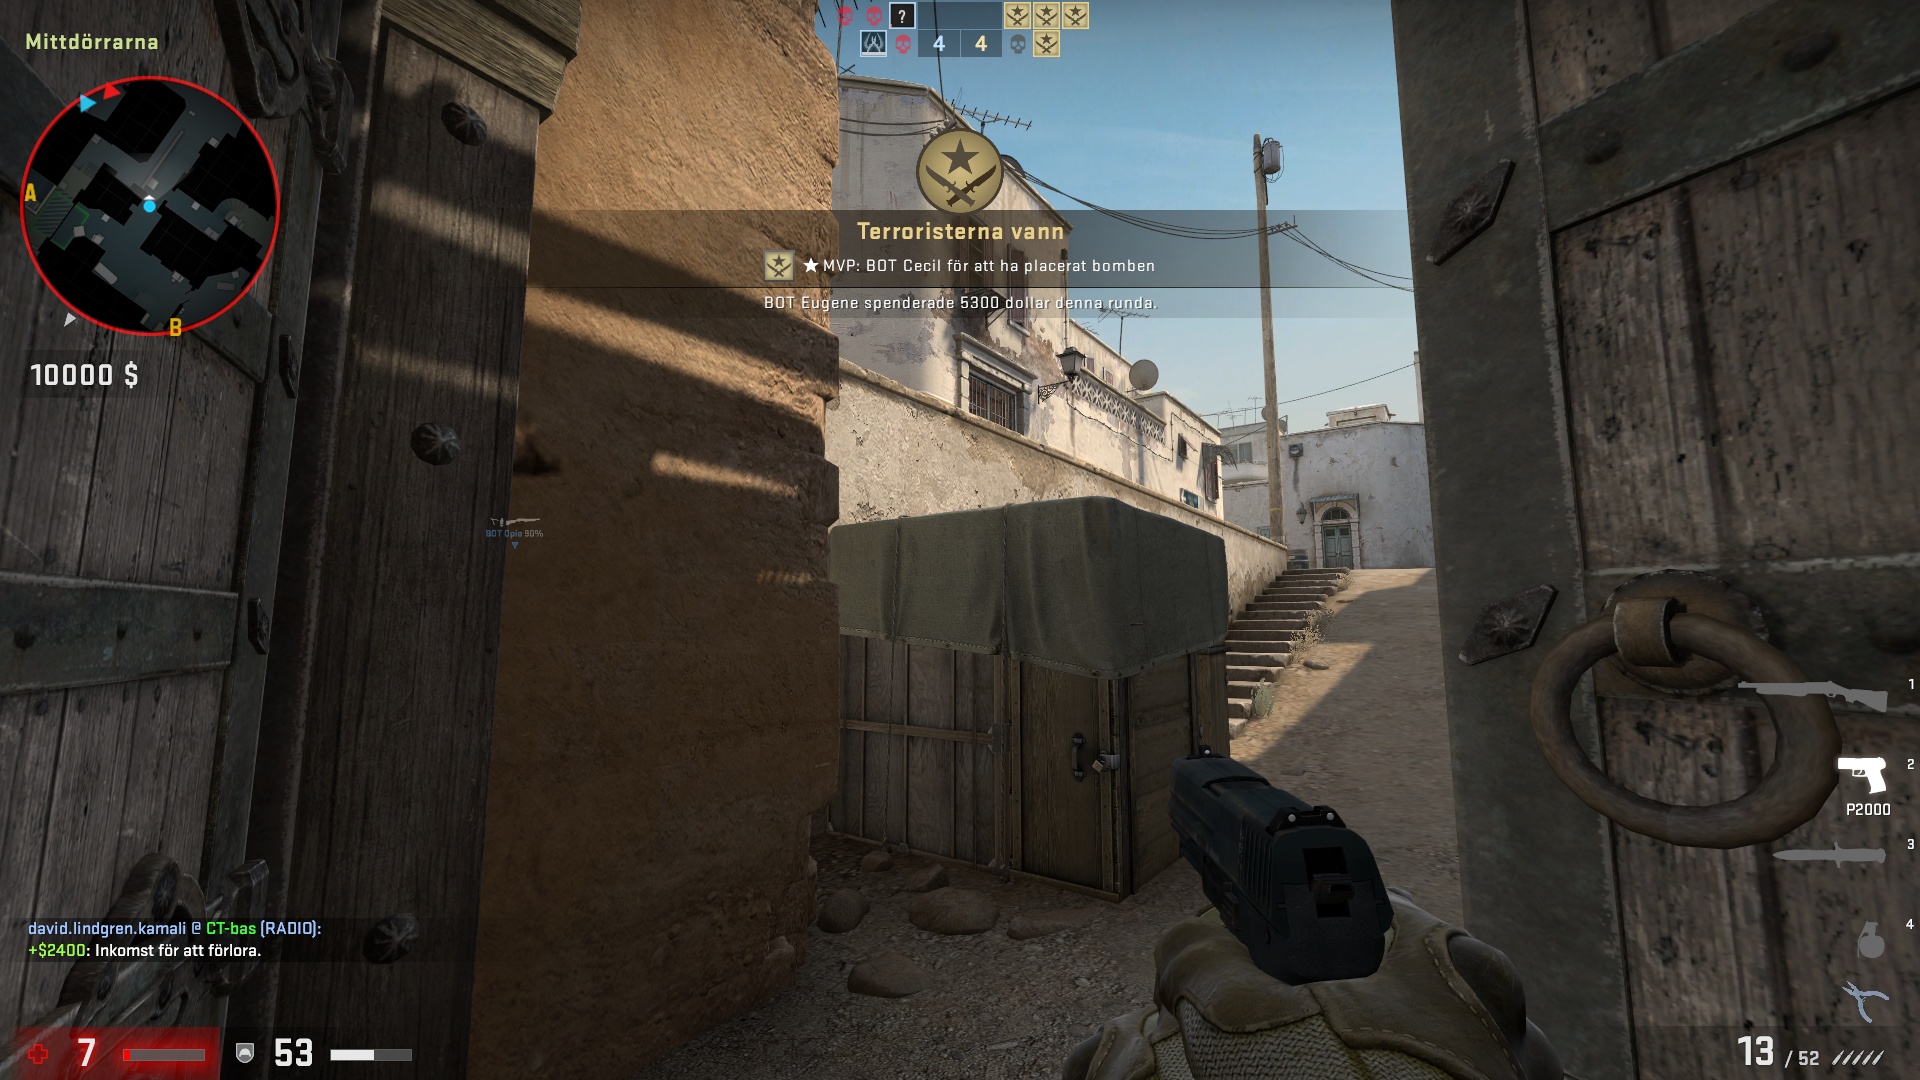 Mittdörrarna
?
4 4
A
B
Terroristerna vann
★ MVP: BOT Cecil för att ha placerat bomben
BOT Eugene spenderade 5300 dollar denna runda.
10000 $
BOT Opie 90%
1
2
P2000
3
4
david.lindgren.kamali @ CT-bas (RADIO):
+$2400: Inkomst för att förlora.
7
53
13 / 52